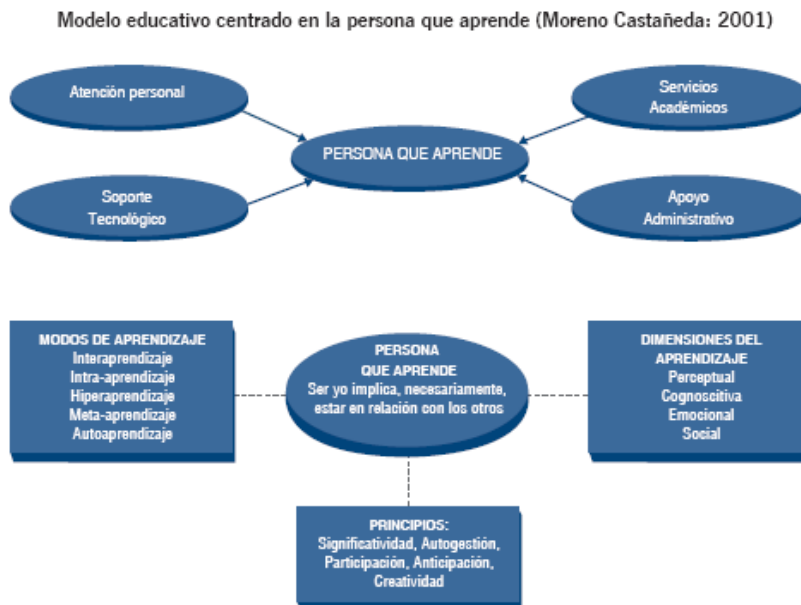 Modelo educativo centrado en la persona que aprende (Moreno Castañeda: 2001)
Atención personal
Servicios
Académicos
PERSONA QUE APRENDE
Soporte
Tecnológico
Apoyo
Administrativo
MODOS DE APRENDIZAJE
Interaprendizaje
Intra-aprendizaje
Hiperaprendizaje
Meta-aprendizaje
Autoaprendizaje
PERSONA
QUE APRENDE
Ser yo implica, necesariamente,
estar en relación con los otros
DIMENSIONES DEL
APRENDIZAJE
Perceptual
Cognoscitiva
Emocional
Social
PRINCIPIOS:
Significatividad, Autogestión,
Participación, Anticipación,
Creatividad